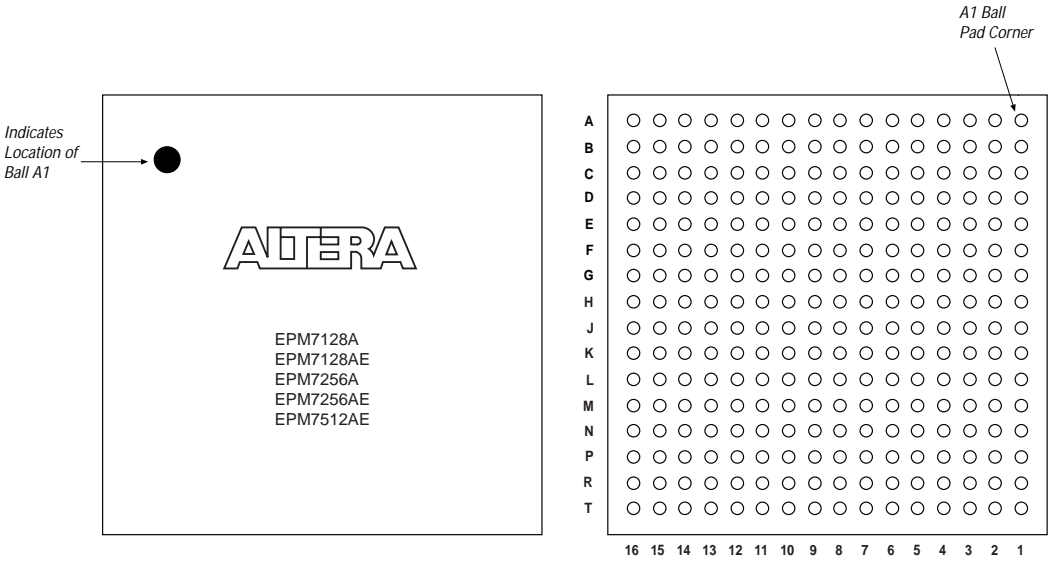 A1 Ball
Pad Corner
Indicates
Location of
Ball A1
ALTERA
EPM7128A
EPM7128AE
EPM7256A
EPM7256AE
EPM7512AE
A
B
C
D
E
F
G
H
J
K
L
M
N
P
R
T
16 15 14 13 12 11 10 9 8 7 6 5 4 3 2 1